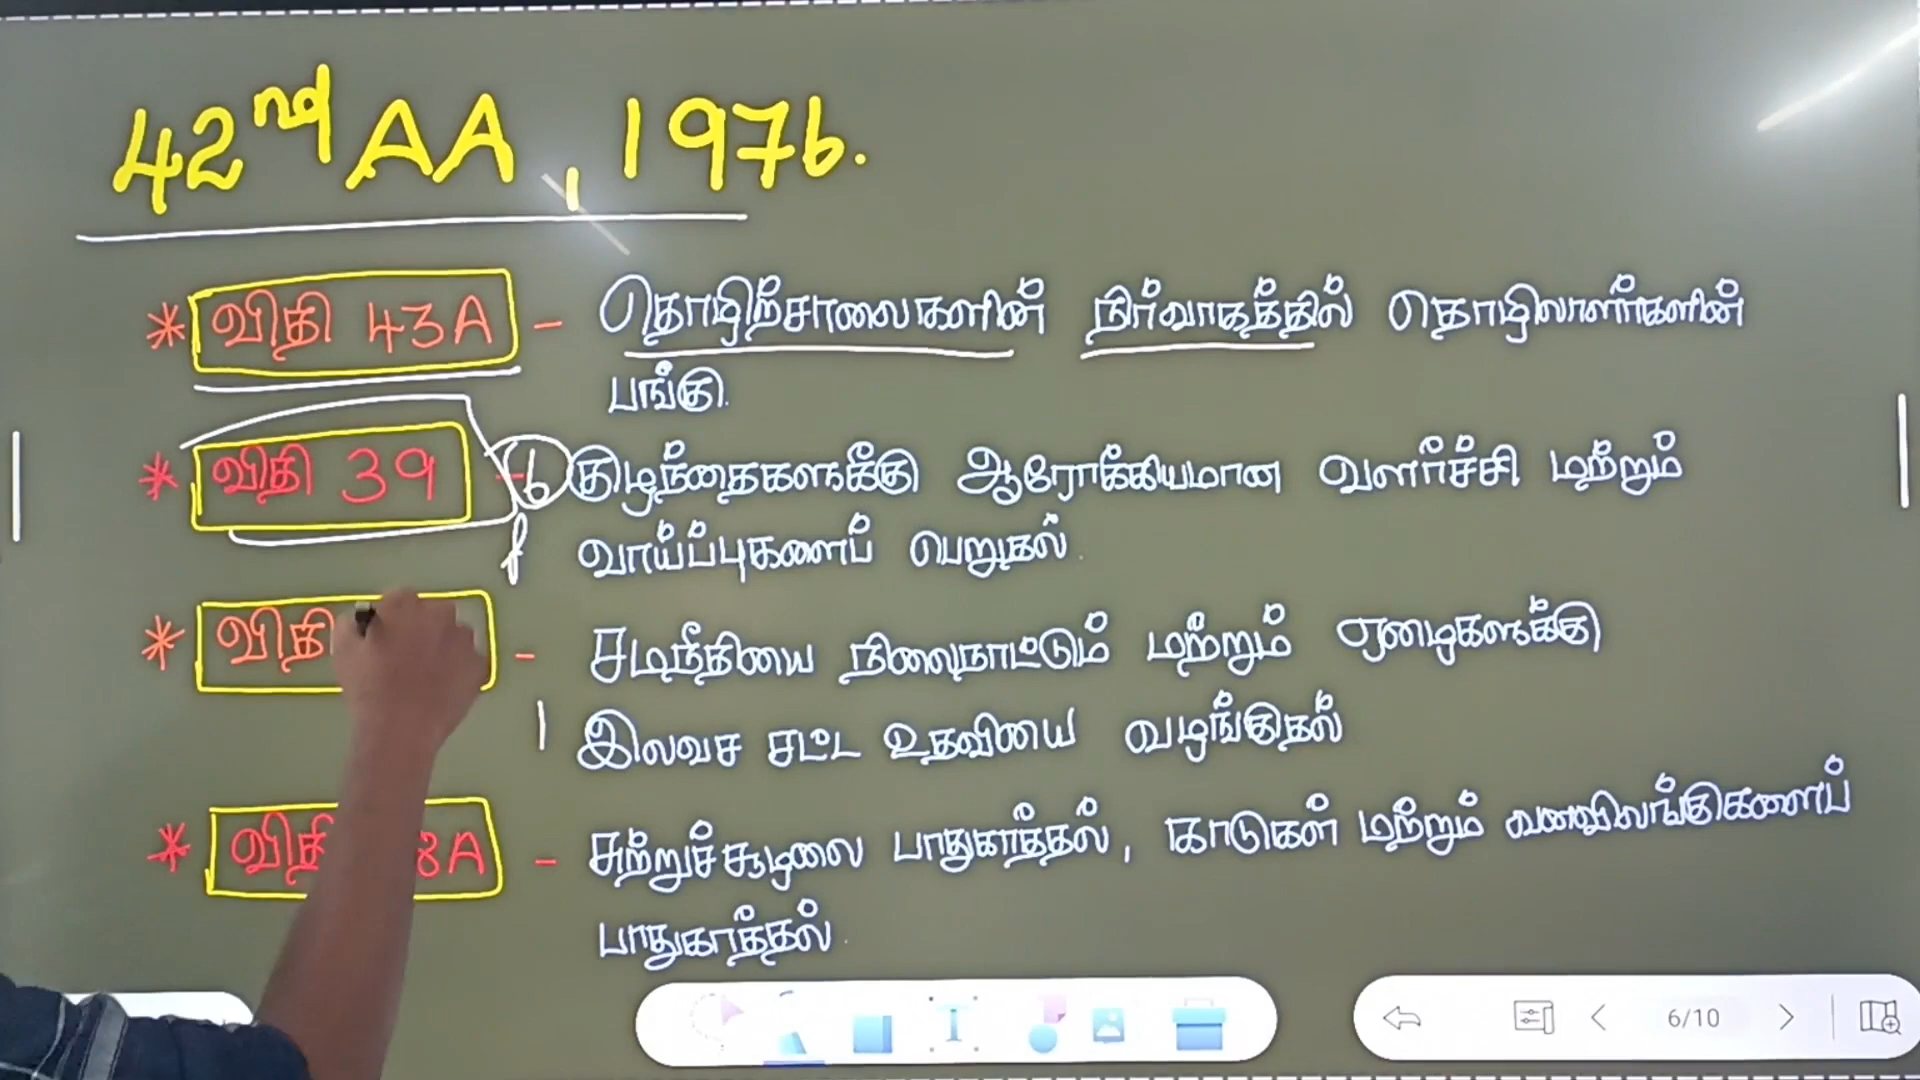 42nd AA, 1976.
* விதி 43A - தொழிற்சாலைகளின் நிர்வாகத்தில் தொழிலாளர்களின்
பங்கு.
* விதி 39 - b குழந்தைகளுக்கு ஆரோக்கியமான வளர்ச்சி மற்றும்
f வாய்ப்புகளைப் பெறுதல்.
* விதி - சமநீதியை நிலைநாட்டும் மற்றும் ஏழைகளுக்கு
இலவச சட்ட உதவியை வழங்குதல்
* விதி 8A - சுற்றுச்சூழலை பாதுகாத்தல், காடுகள் மற்றும் வனவிலங்குகளைப்
பாதுகாத்தல்.
6/10